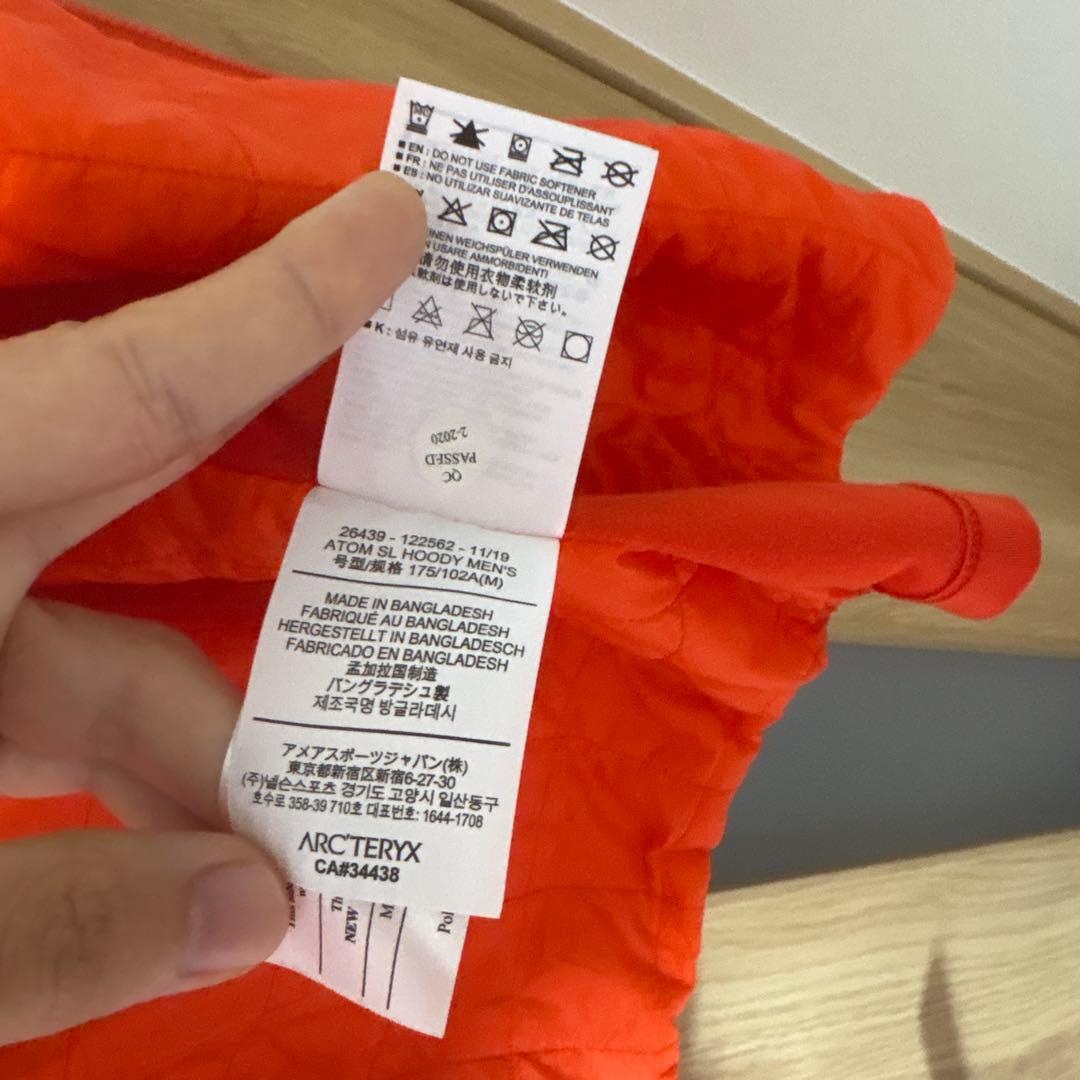 EN : DO NOT USE FABRIC SOFTENER
FR : NE PAS UTILISER D'ASSOUPLISSANT
ES : NO UTILIZAR SUAVIZANTE DE TELAS
WEICHSPÜLER VERWENDEN
USARE AMMORBIDENTI
请勿使用衣物柔软剂
軟剤は使用しないで下さい。
K : 섬유 유연제 사용 금지
2-2020
PASSED
QC
26439 - 122562 - 11/19
ATOM SL HOODY MEN'S
号型/规格 175/102A(M)
MADE IN BANGLADESH
FABRIQUÉ AU BANGLADESH
HERGESTELLT IN BANGLADESCH
FABRICADO EN BANGLADESH
孟加拉国制造
バングラデシュ製
제조국명 방글라데시
アメアスポーツジャパン(株)
東京都新宿区新宿6-27-30
(주)넬슨스포츠 경기도 고양시 일산동구
호수로 358-39 710호 대표번호: 1644-1708
ARC'TERYX
CA#34438
Th
NEW
M
Pol